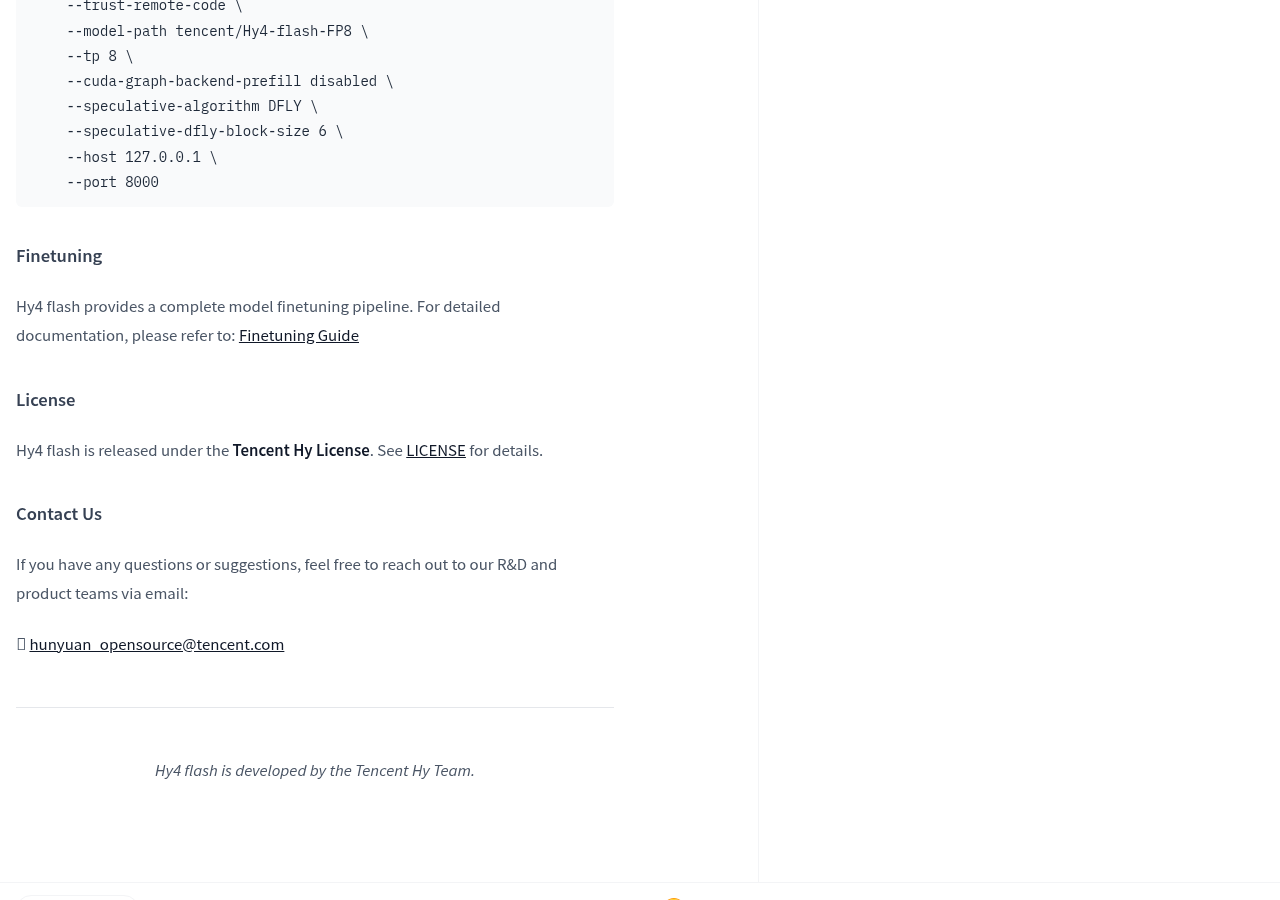 --trust-remote-code \
--model-path tencent/Hy4-flash-FP8 \
--tp 8 \
--cuda-graph-backend-prefill disabled \
--speculative-algorithm DFLY \
--speculative-dfly-block-size 6 \
--host 127.0.0.1 \
--port 8000
Finetuning
Hy4 flash provides a complete model finetuning pipeline. For detailed
documentation, please refer to: Finetuning Guide
License
Hy4 flash is released under the Tencent Hy License. See LICENSE for details.
Contact Us
If you have any questions or suggestions, feel free to reach out to our R&D and
product teams via email:
hunyuan_opensource@tencent.com
Hy4 flash is developed by the Tencent Hy Team.